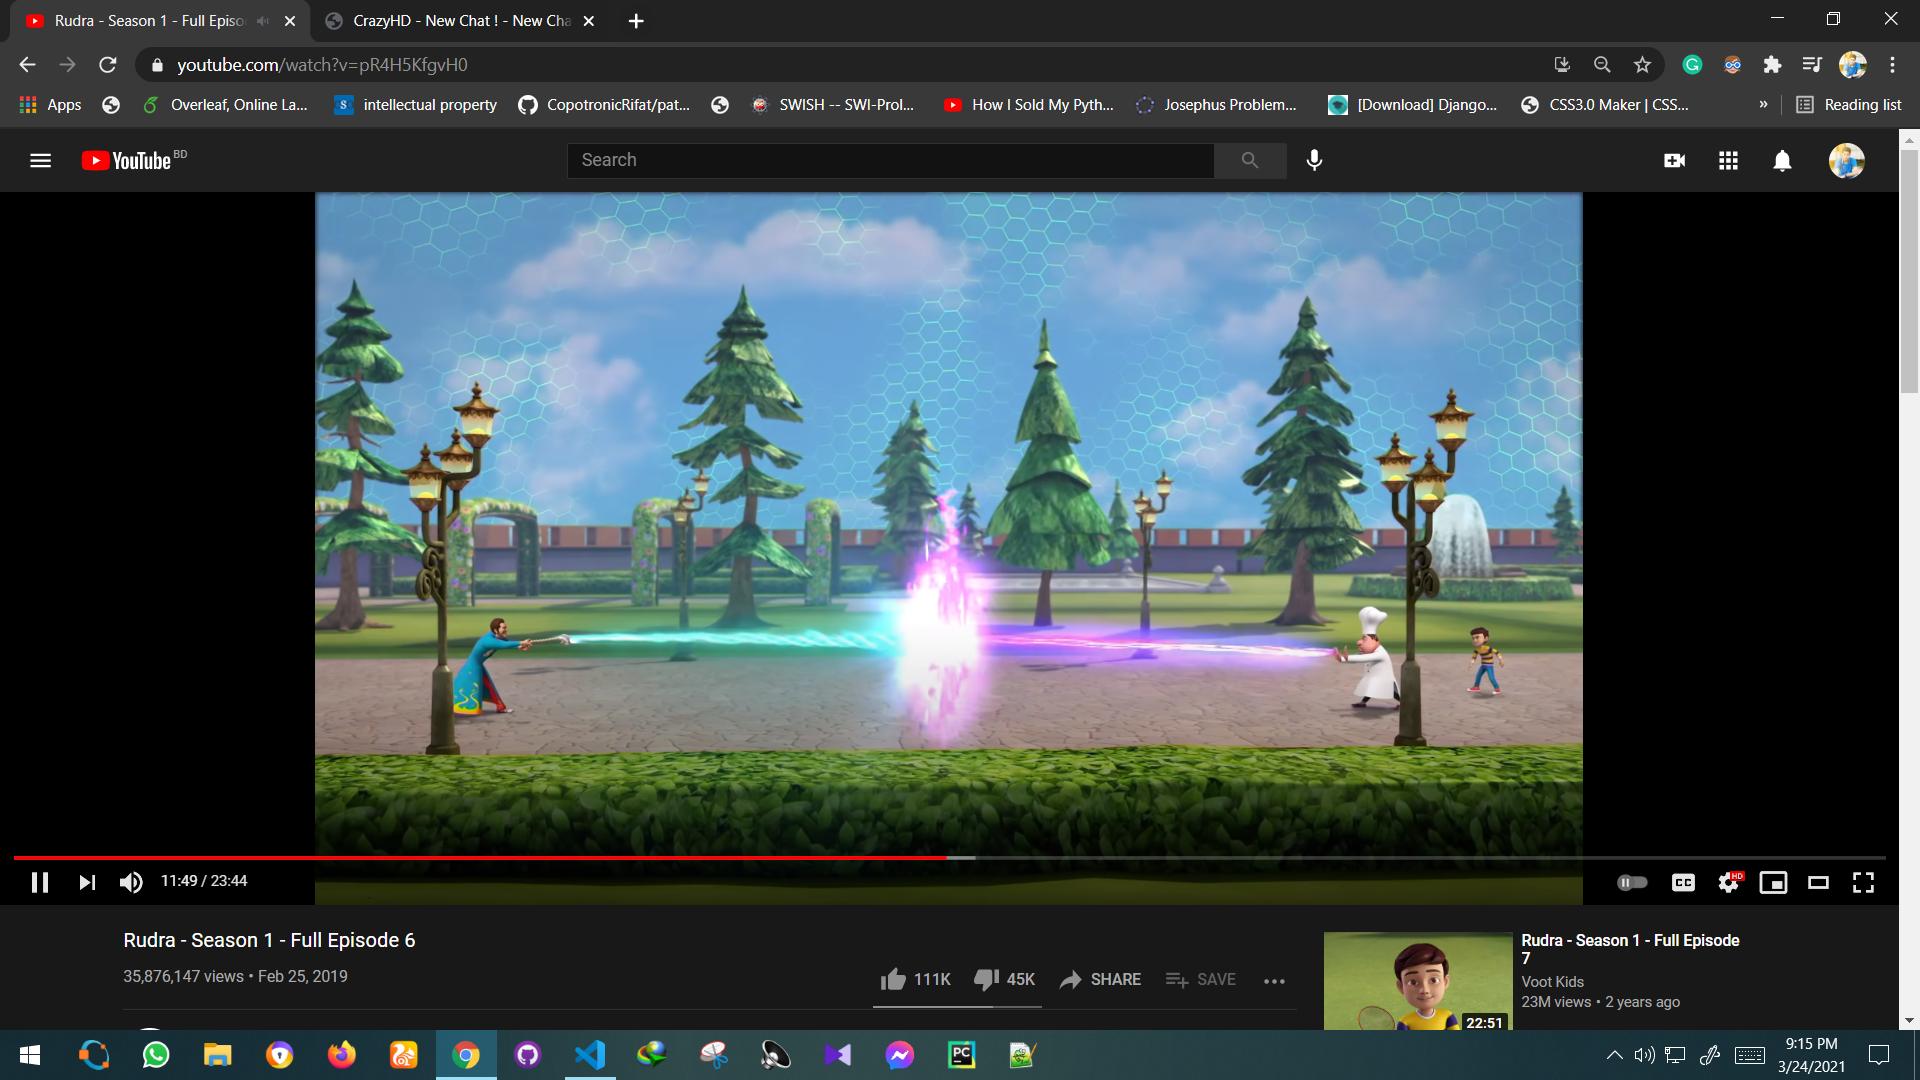 Rudra - Season 1 - Full Episo
CrazyHD - New Chat ! - New Cha
youtube.com/watch?v=pR4H5KfgvH0
Apps
Overleaf, Online La...
intellectual property
CopotronicRifat/pat...
SWISH -- SWI-Prol...
How I Sold My Pyth...
Josephus Problem...
[Download] Django...
CSS3.0 Maker | CSS...
»
Reading list
YouTube BD
Search
11:49 / 23:44
CC
HD
Rudra - Season 1 - Full Episode 6
35,876,147 views • Feb 25, 2019
111K
45K
SHARE
SAVE
Rudra - Season 1 - Full Episode
7
Voot Kids
23M views • 2 years ago
22:51
PC
9:15 PM
3/24/2021